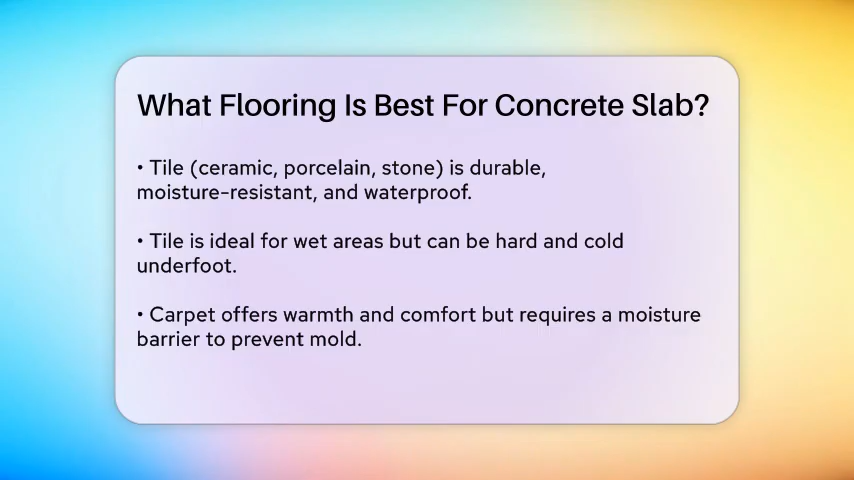 What Flooring Is Best For Concrete Slab?
• Tile (ceramic, porcelain, stone) is durable,
moisture-resistant, and waterproof.
• Tile is ideal for wet areas but can be hard and cold
underfoot.
• Carpet offers warmth and comfort but requires a moisture
barrier to prevent mold.